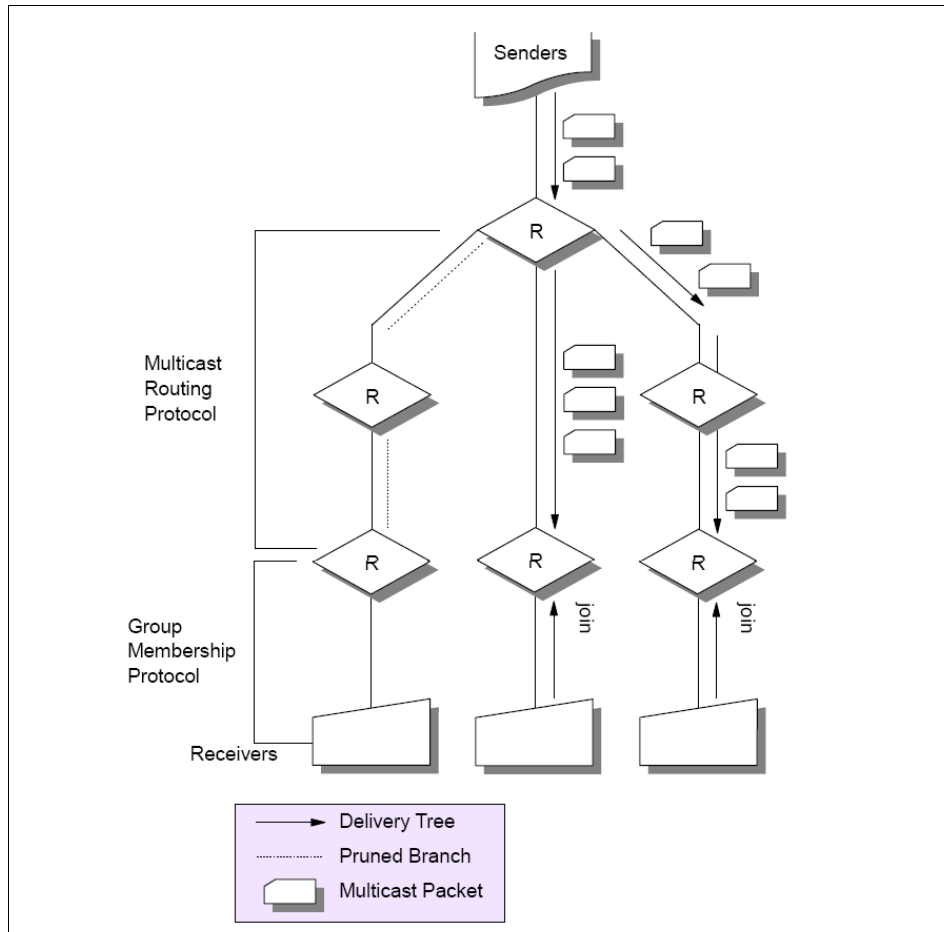 Senders
R
Multicast
Routing
Protocol
R
R
R
R
R
join
join
Group
Membership
Protocol
Receivers
Delivery Tree
Pruned Branch
Multicast Packet